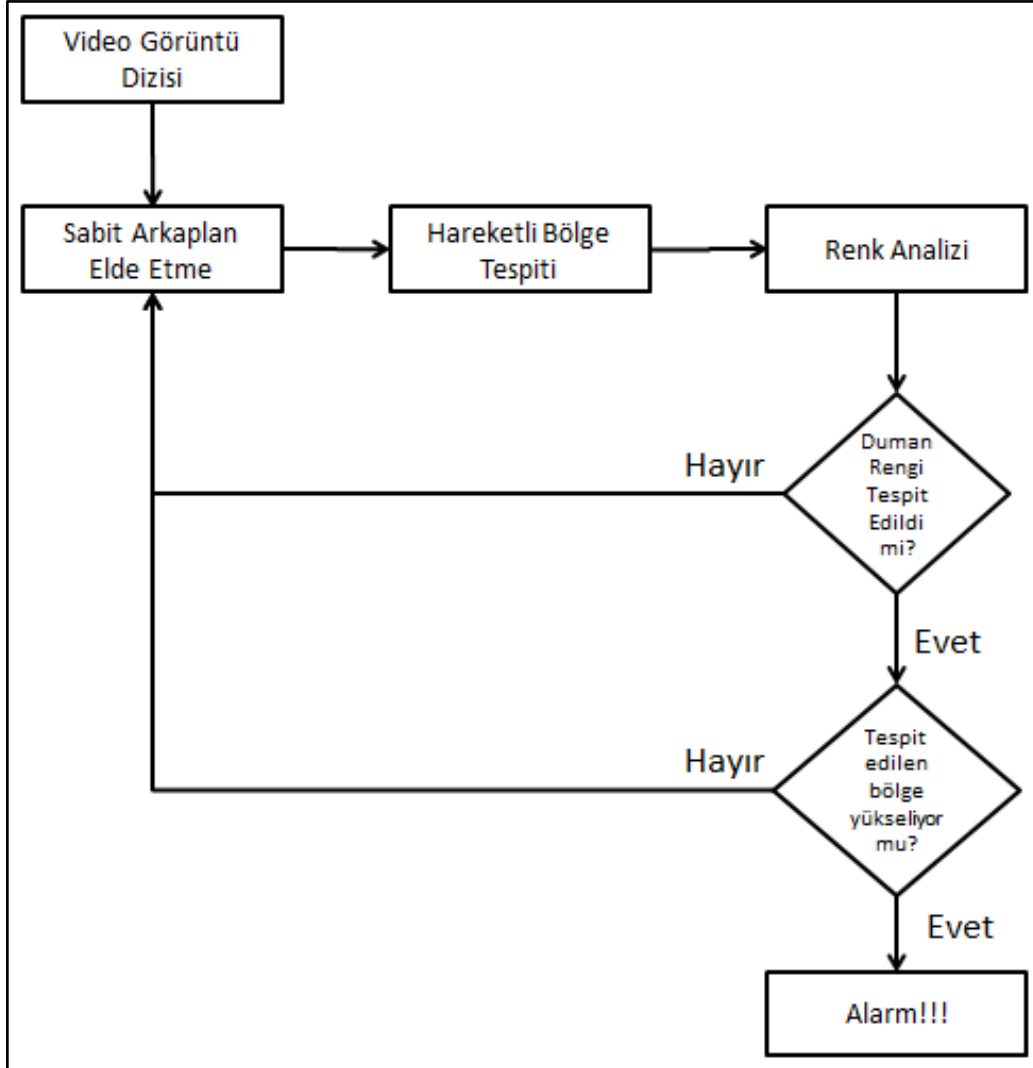 Video Görüntü
Dizisi
Sabit Arkaplan
Elde Etme
Hareketli Bölge
Tespiti
Renk Analizi
Duman
Rengi
Tespit
Edildi
mi?
Hayır
Evet
Tespit
edilen
bölge
yükseliyor
mu?
Hayır
Evet
Alarm!!!